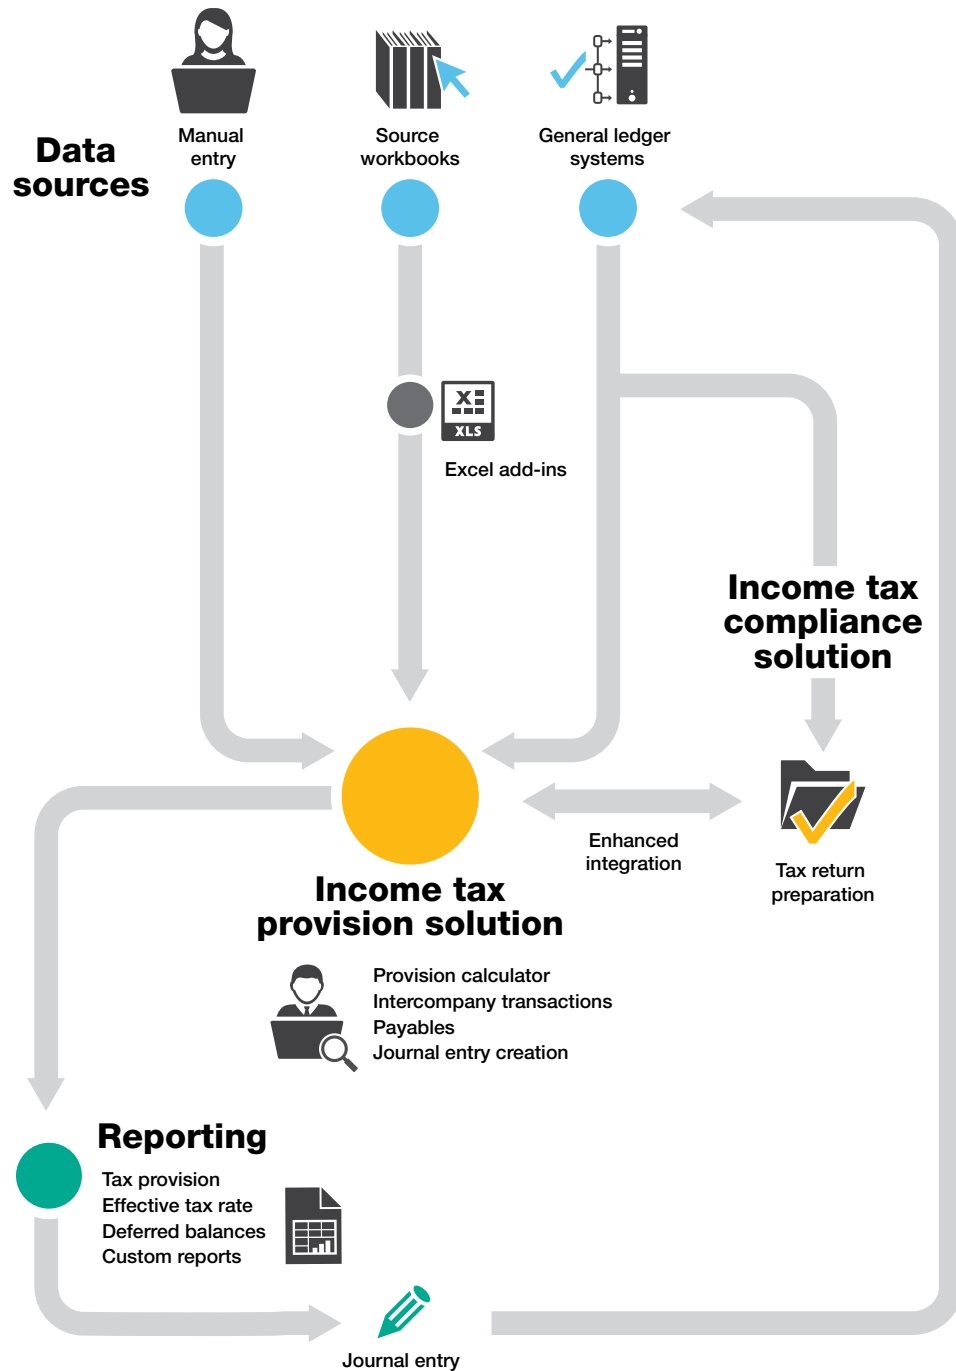 Data
sources
Manual
entry
Source
workbooks
General ledger
systems
X
XLS
Excel add-ins
Income tax
compliance
solution
Enhanced
integration
Tax return
preparation
Income tax
provision solution
Provision calculator
Intercompany transactions
Payables
Journal entry creation
Reporting
Tax provision
Effective tax rate
Deferred balances
Custom reports
Journal entry